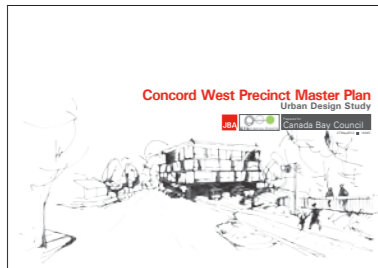 Concord West Precinct Master Plan
Urban Design Study
JBA
Canada Bay Council